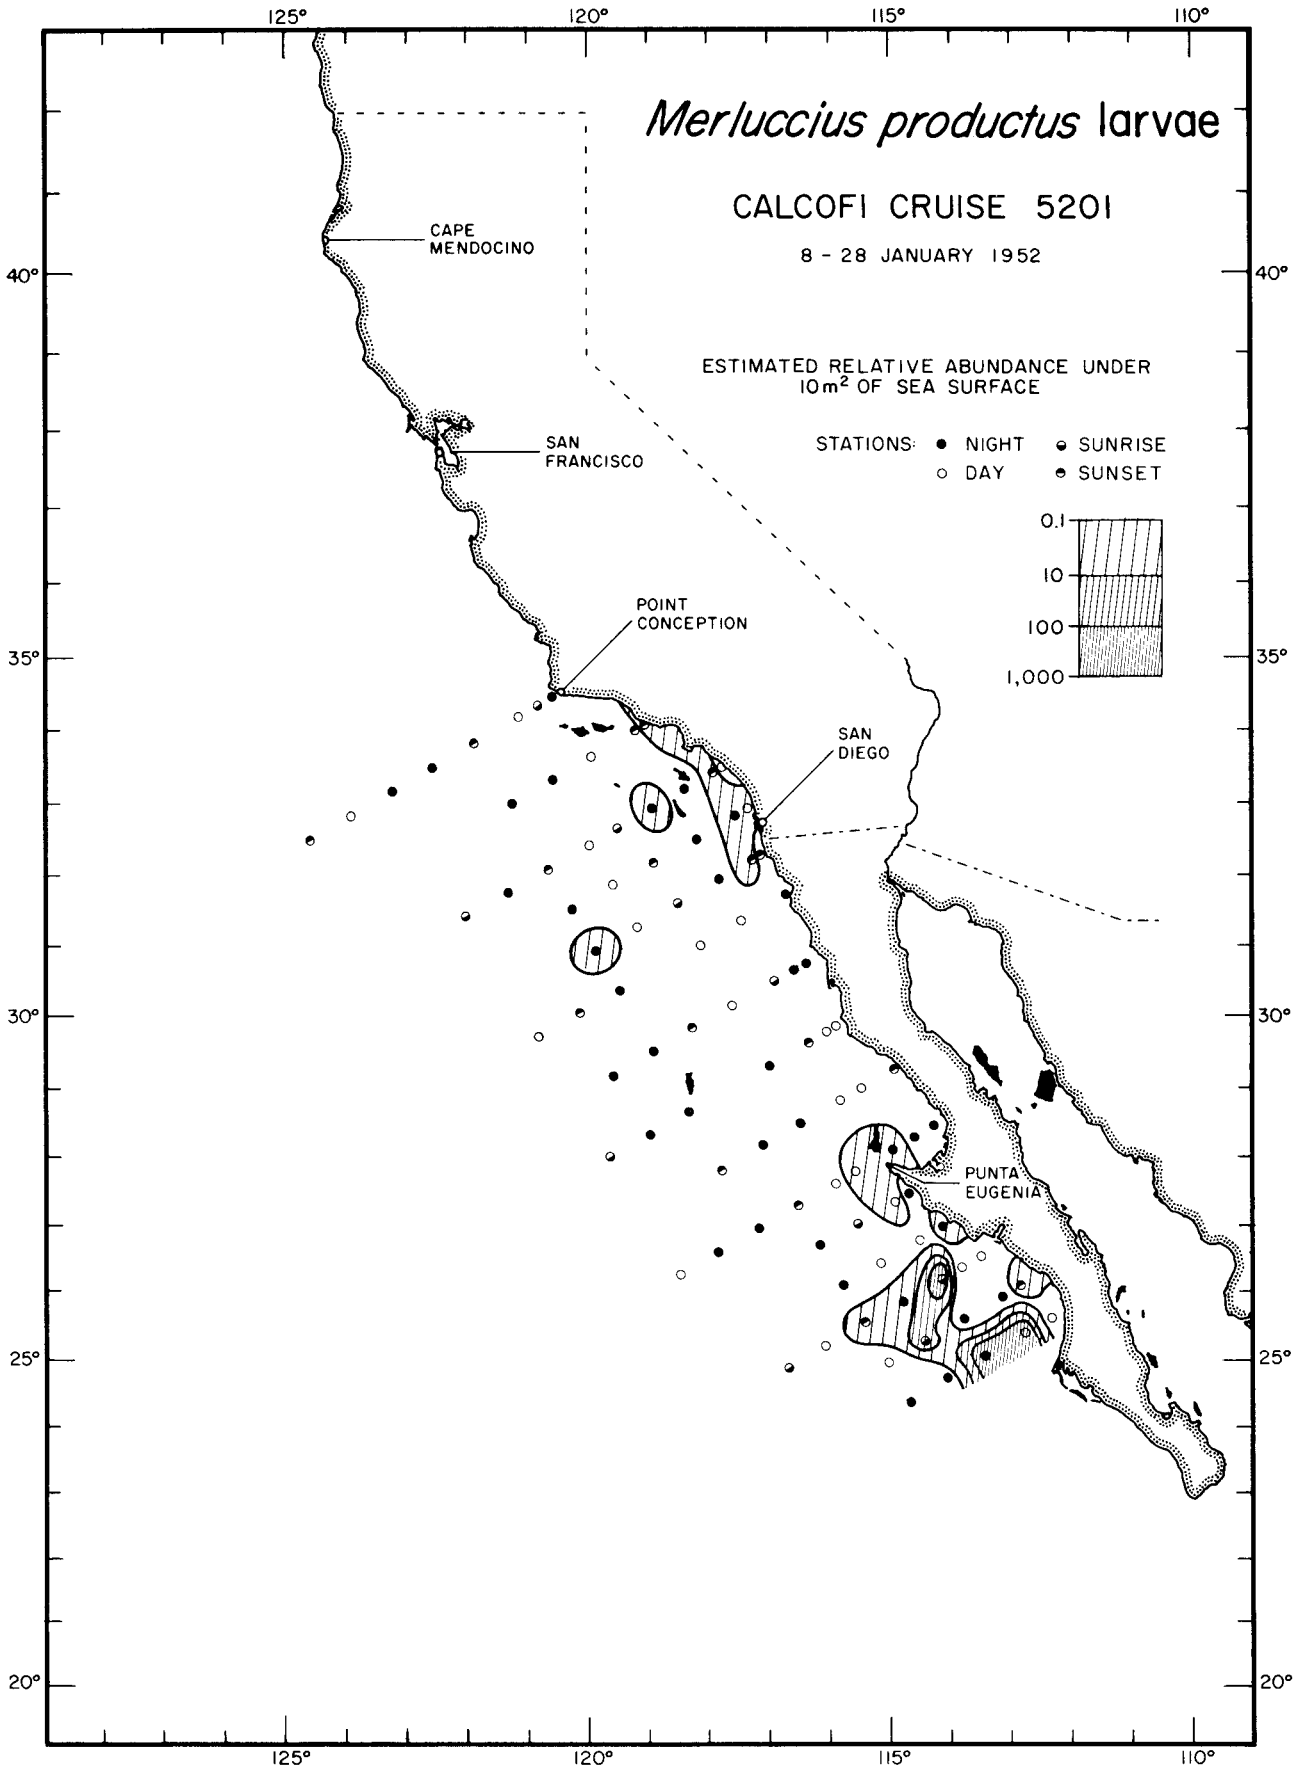 125° 120° 115° 110°
Merluccius productus larvae
CALCOFI CRUISE 5201
8 - 28 JANUARY 1952
CAPE
MENDOCINO
40° 40°
ESTIMATED RELATIVE ABUNDANCE UNDER
10m² OF SEA SURFACE
STATIONS: NIGHT SUNRISE
DAY SUNSET
SAN
FRANCISCO
0.1
10
100
1,000
POINT
CONCEPTION
35° 35°
SAN
DIEGO
30° 30°
PUNTA
EUGENIA
25° 25°
20° 20°
125° 120° 115° 110°